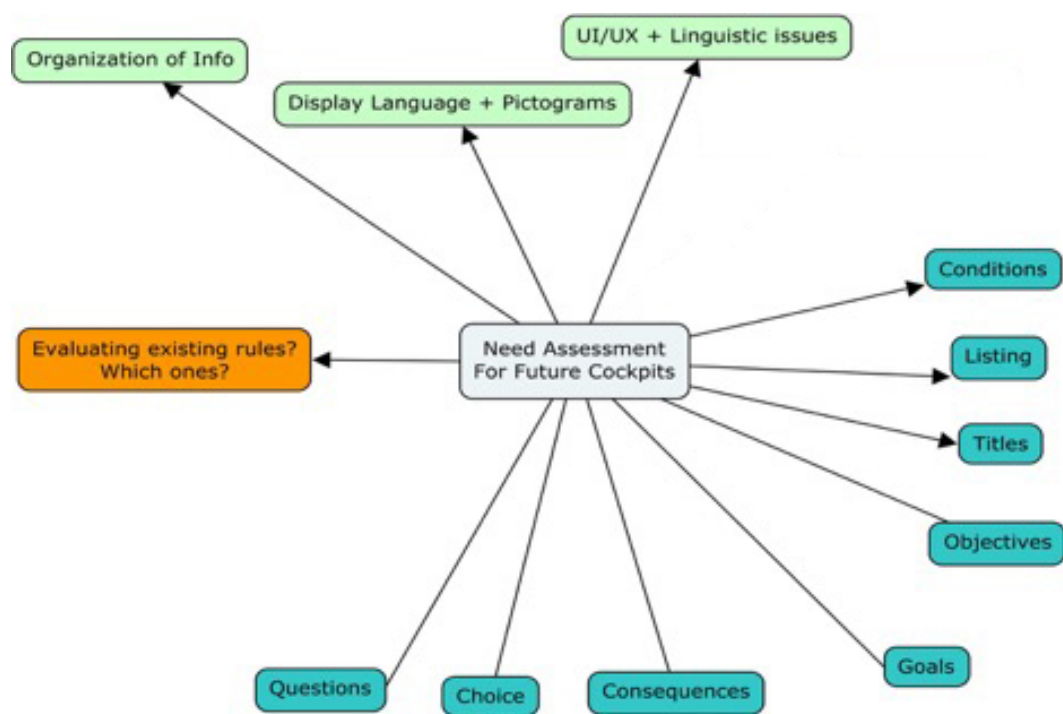 UI/UX + Linguistic issues
Organization of Info
Display Language + Pictograms
Conditions
Need Assessment
For Future Cockpits
Evaluating existing rules?
Which ones?
Listing
Titles
Objectives
Goals
Questions
Choice
Consequences